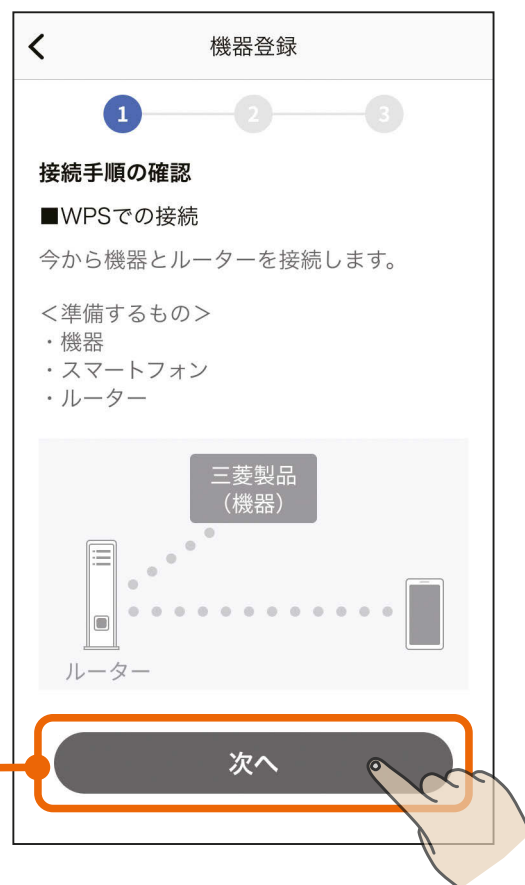 機器登録
1 2 3
接続手順の確認
■WPSでの接続
今から機器とルーターを接続します。
＜準備するもの＞
・機器
・スマートフォン
・ルーター
三菱製品
（機器）
ルーター
次へ